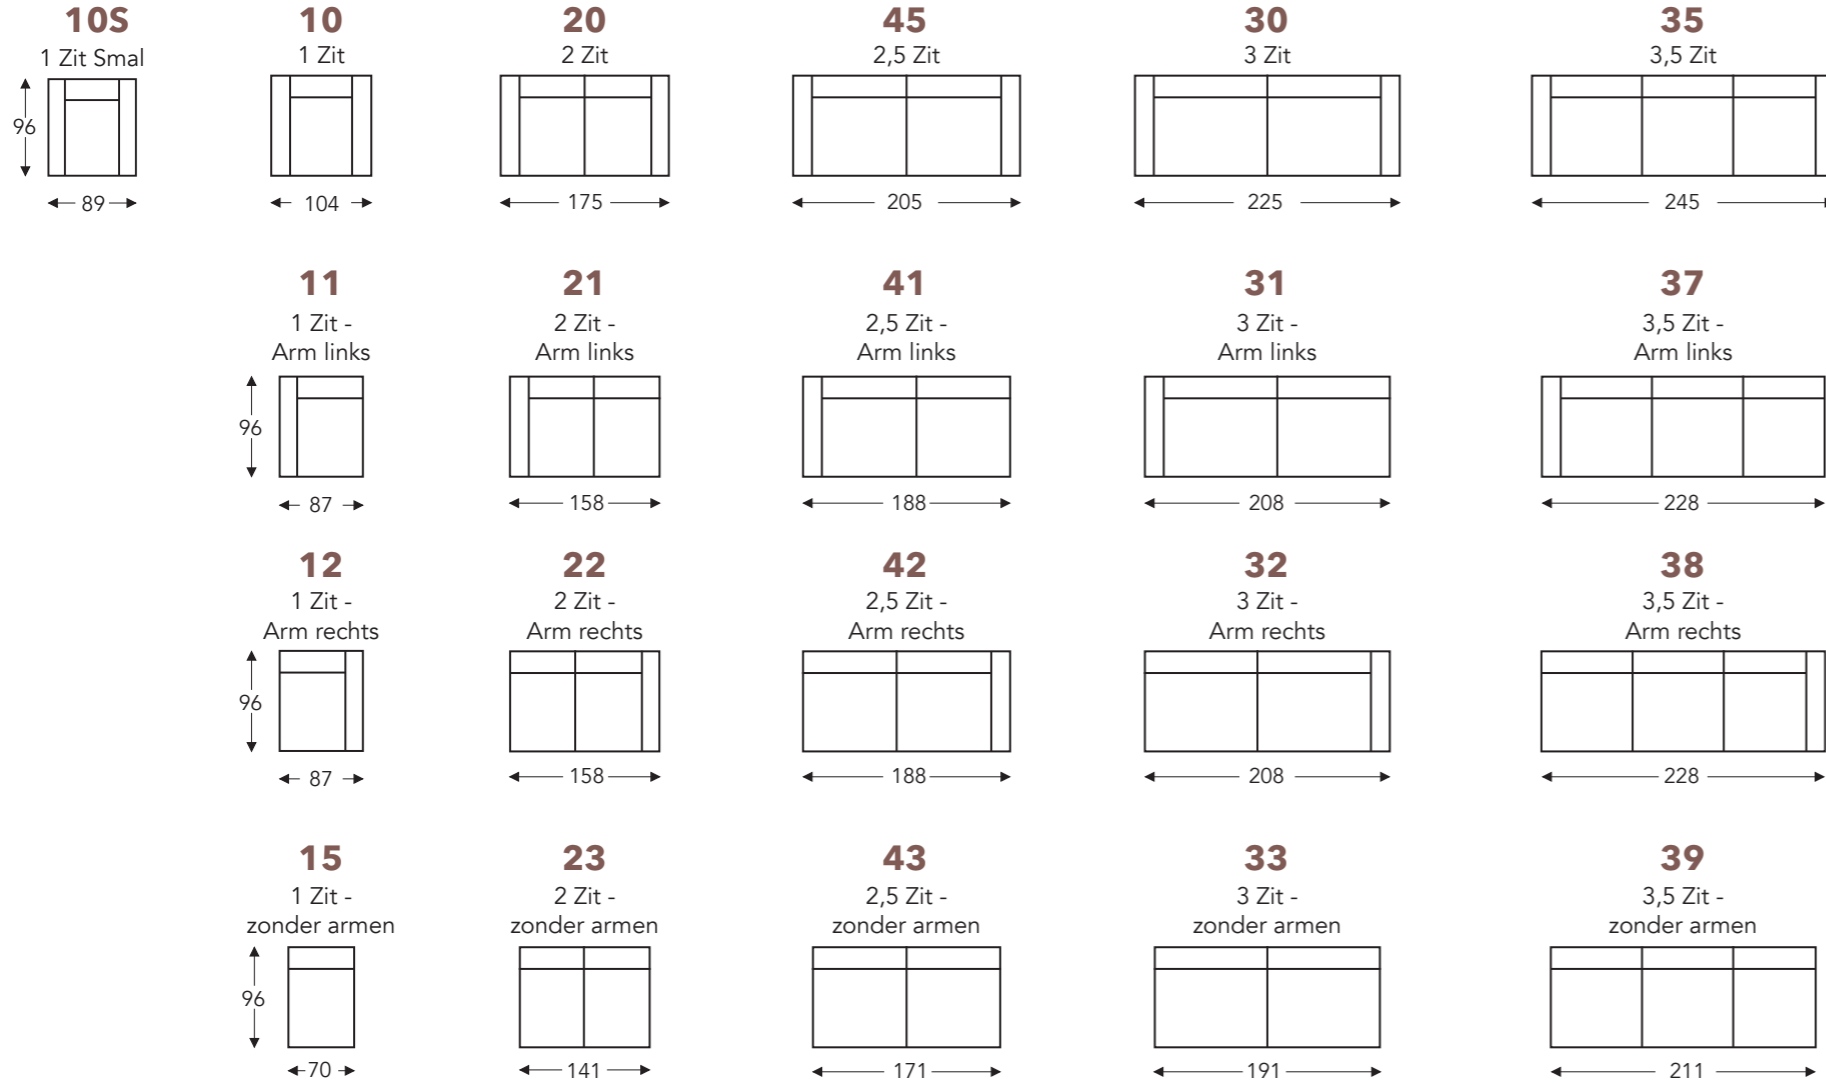 10S 10 20 45 30 35
1 Zit Smal 1 Zit 2 Zit 2,5 Zit 3 Zit 3,5 Zit
96
89 104 175 205 225 245
11 21 41 31 37
1 Zit - 2 Zit - 2,5 Zit - 3 Zit - 3,5 Zit -
Arm links Arm links Arm links Arm links Arm links
96
87 158 188 208 228
12 22 42 32 38
1 Zit - 2 Zit - 2,5 Zit - 3 Zit - 3,5 Zit -
Arm rechts Arm rechts Arm rechts Arm rechts Arm rechts
96
87 158 188 208 228
15 23 43 33 39
1 Zit - 2 Zit - 2,5 Zit - 3 Zit - 3,5 Zit -
zonder armen zonder armen zonder armen zonder armen zonder armen
96
70 141 171 191 211